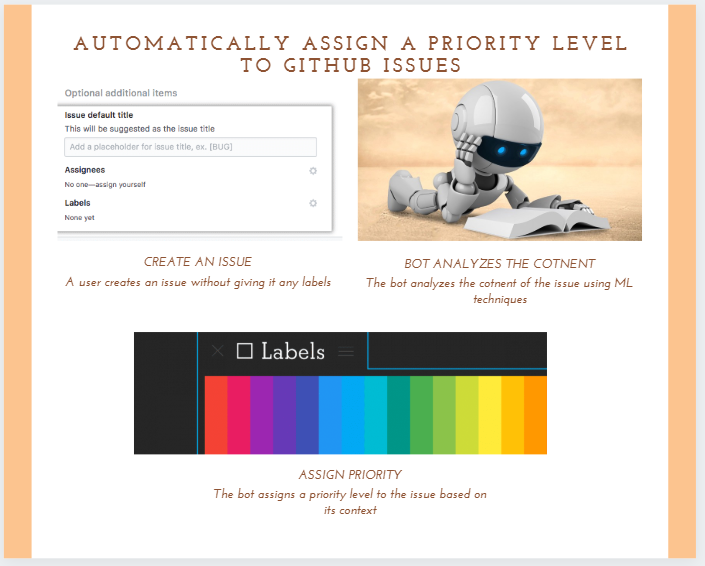 AUTOMATICALLY ASSIGN A PRIORITY LEVEL
TO GITHUB ISSUES
Optional additional items
Issue default title
This will be suggested as the issue title
Add a placeholder for issue title, ex. [BUG]
Assignees
No one—assign yourself
Labels
None yet
CREATE AN ISSUE
A user creates an issue without giving it any labels
BOT ANALYZES THE COTNENT
The bot analyzes the cotnent of the issue using ML
techniques
Labels
ASSIGN PRIORITY
The bot assigns a priority level to the issue based on
its context